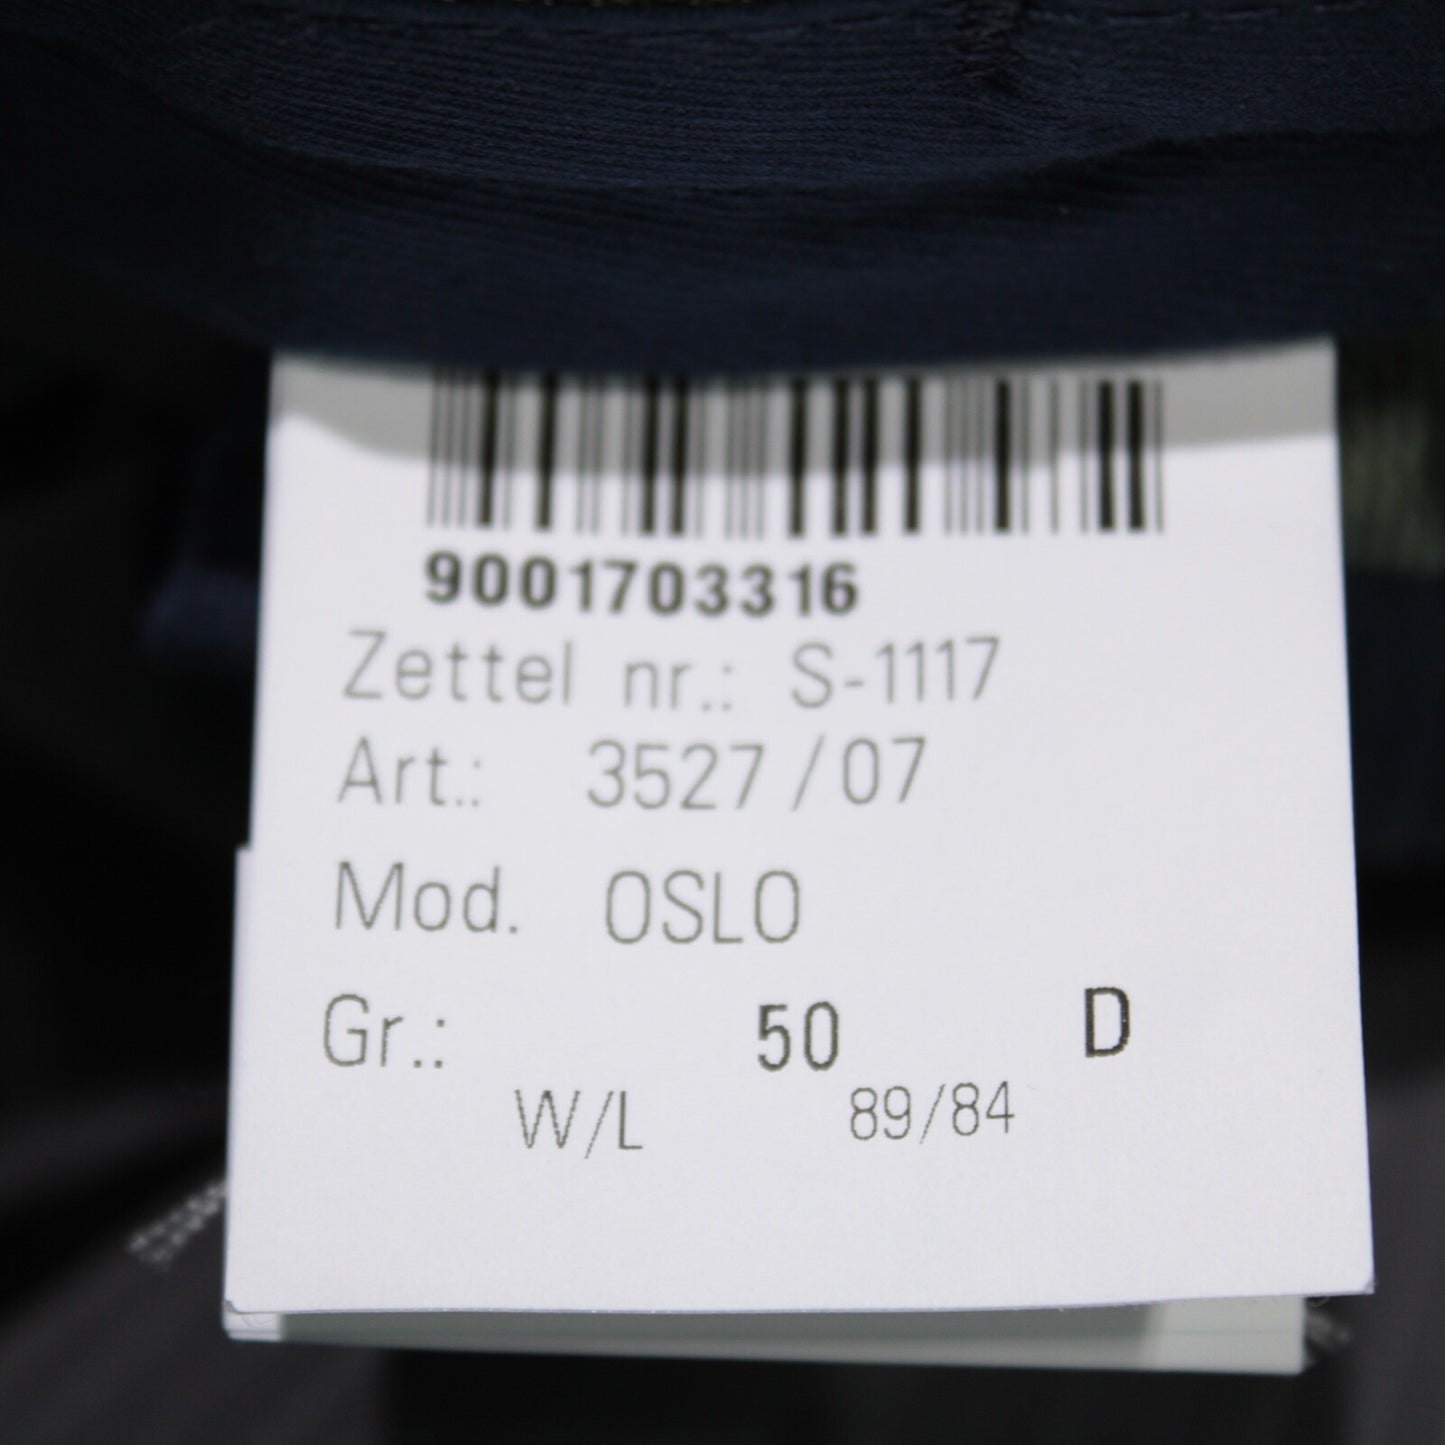 9001703316
Zettel nr.: S-1117
Art.: 3527 / 07
Mod. OSLO
Gr.: 50 D
W/L 89/84